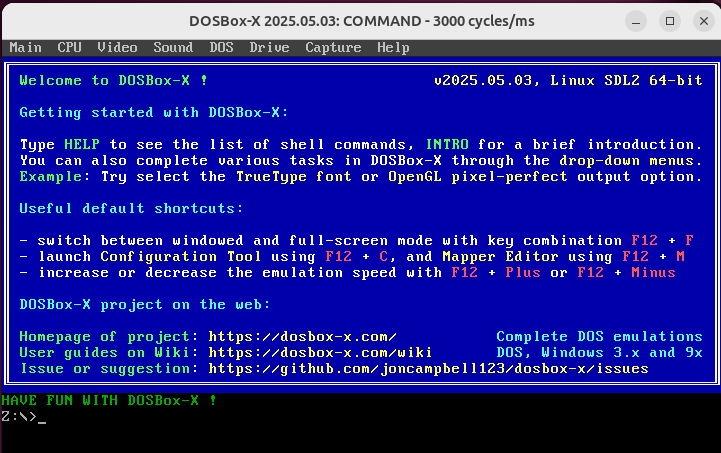 DOSBox-X 2025.05.03: COMMAND - 3000 cycles/ms
Main CPU Video Sound DOS Drive Capture Help
Welcome to DOSBox-X ! v2025.05.03, Linux SDL2 64-bit
Getting started with DOSBox-X:
Type HELP to see the list of shell commands, INTRO for a brief introduction.
You can also complete various tasks in DOSBox-X through the drop-down menus.
Example: Try select the TrueType font or OpenGL pixel-perfect output option.
Useful default shortcuts:
- switch between windowed and full-screen mode with key combination F12 + F
- launch Configuration Tool using F12 + C, and Mapper Editor using F12 + M
- increase or decrease the emulation speed with F12 + Plus or F12 + Minus
DOSBox-X project on the web:
Homepage of project: https://dosbox-x.com/ Complete DOS emulations
User guides on Wiki: https://dosbox-x.com/wiki DOS, Windows 3.x and 9x
Issue or suggestion: https://github.com/joncampbell123/dosbox-x/issues
HAVE FUN WITH DOSBox-X !
Z:\>_